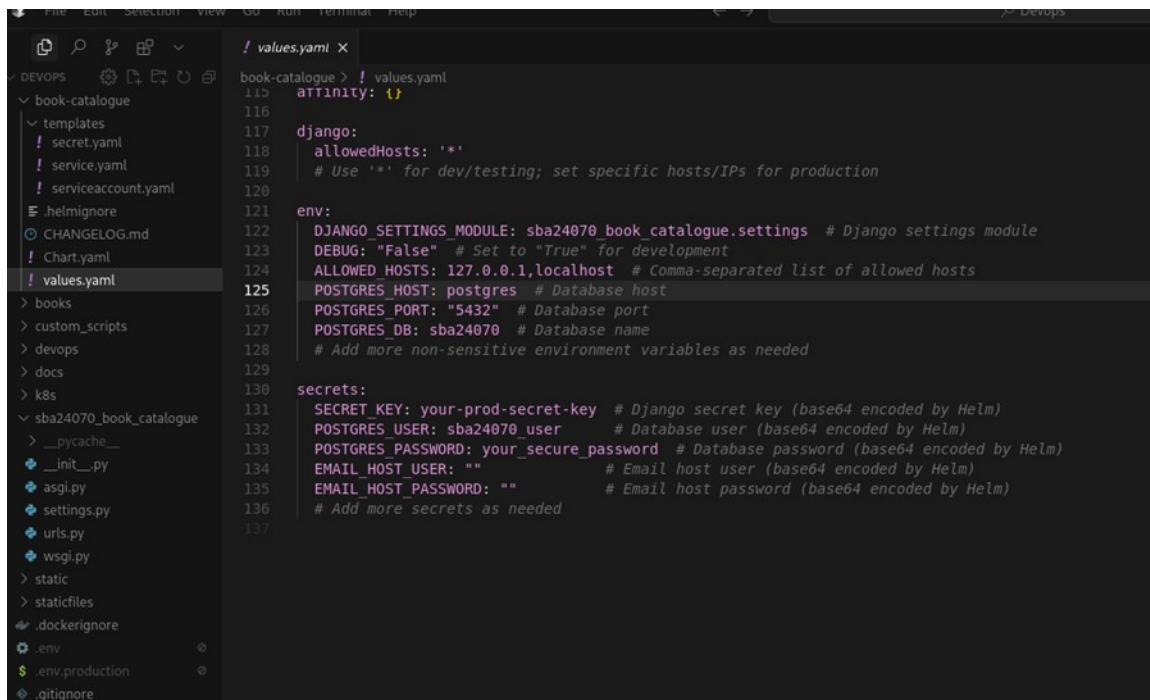 File Edit Selection View Go Run Terminal Help
Devops
values.yaml
DEVOPS
book-catalogue
templates
secret.yaml
service.yaml
serviceaccount.yaml
.helmignore
CHANGELOG.md
Chart.yaml
values.yaml
books
custom_scripts
devops
docs
k8s
sba24070_book_catalogue
__pycache__
__init__.py
asgi.py
settings.py
urls.py
wsgi.py
static
staticfiles
.dockerignore
.env
.env.production
.gitignore
book-catalogue > ! values.yaml
115 affinity: {}
116
117 django:
118 allowedHosts: '*'
119 # Use '*' for dev/testing; set specific hosts/IPs for production
120
121 env:
122 DJANGO_SETTINGS_MODULE: sba24070_book_catalogue.settings # Django settings module
123 DEBUG: "False" # Set to "True" for development
124 ALLOWED_HOSTS: 127.0.0.1,localhost # Comma-separated list of allowed hosts
125 POSTGRES_HOST: postgres # Database host
126 POSTGRES_PORT: "5432" # Database port
127 POSTGRES_DB: sba24070 # Database name
128 # Add more non-sensitive environment variables as needed
129
130 secrets:
131 SECRET_KEY: your-prod-secret-key # Django secret key (base64 encoded by Helm)
132 POSTGRES_USER: sba24070_user # Database user (base64 encoded by Helm)
133 POSTGRES_PASSWORD: your_secure_password # Database password (base64 encoded by Helm)
134 EMAIL_HOST_USER: "" # Email host user (base64 encoded by Helm)
135 EMAIL_HOST_PASSWORD: "" # Email host password (base64 encoded by Helm)
136 # Add more secrets as needed
137